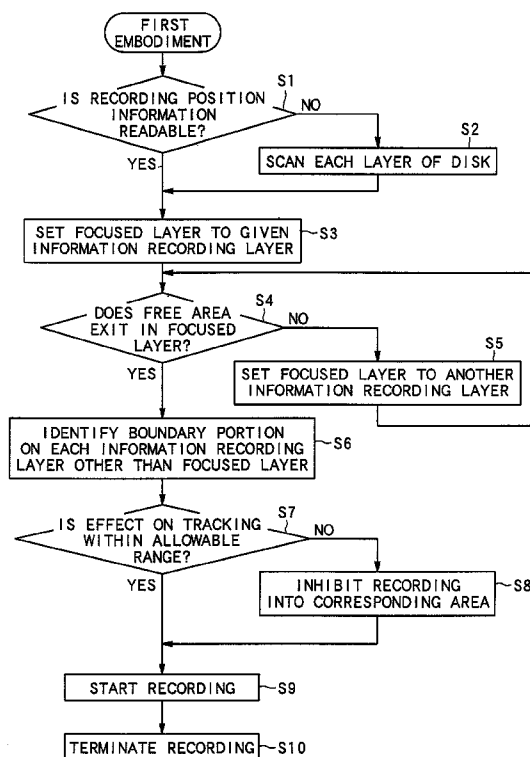 FIRST
EMBODIMENT
S1
IS RECORDING POSITION
INFORMATION
READABLE?
NO
S2
SCAN EACH LAYER OF DISK
YES
SET FOCUSED LAYER TO GIVEN
INFORMATION RECORDING LAYER
S3
S4
DOES FREE AREA
EXIT IN FOCUSED
LAYER?
NO
S5
SET FOCUSED LAYER TO ANOTHER
INFORMATION RECORDING LAYER
YES
IDENTIFY BOUNDARY PORTION
ON EACH INFORMATION RECORDING
LAYER OTHER THAN FOCUSED LAYER
S6
S7
IS EFFECT ON TRACKING
WITHIN ALLOWABLE
RANGE?
NO
YES
INHIBIT RECORDING
INTO CORRESPONDING AREA
S8
START RECORDING
S9
TERMINATE RECORDING
S10